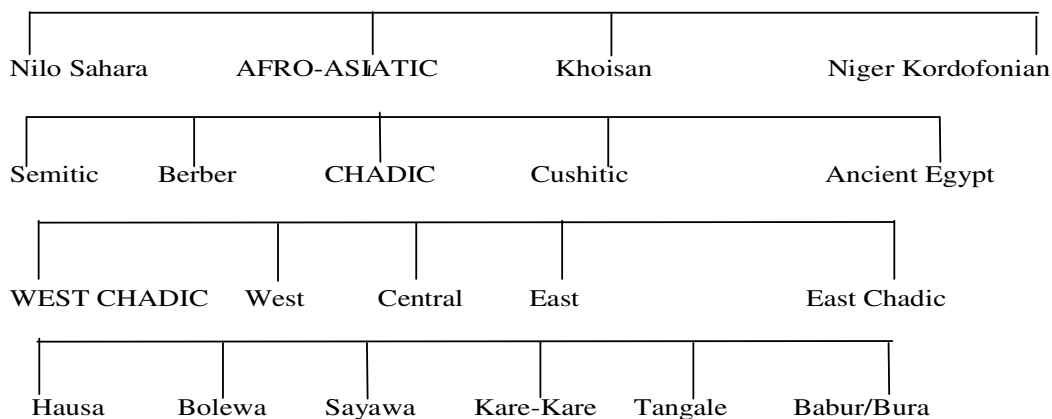 Nilo Sahara AFRO-ASIATIC Khoisan Niger Kordofonian
Semitic Berber CHADIC Cushitic Ancient Egypt
WEST CHADIC West Central East East Chadic
Hausa Bolewa Sayawa Kare-Kare Tangale Babur/Bura